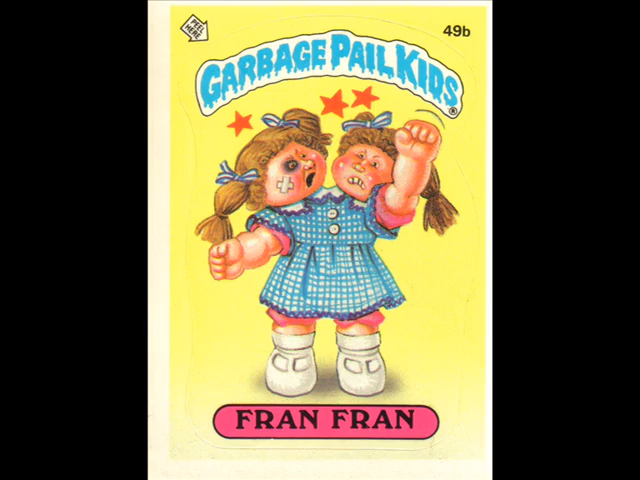 PEEL
HERE
49b
GARBAGE PAIL KIDS®
FRAN FRAN